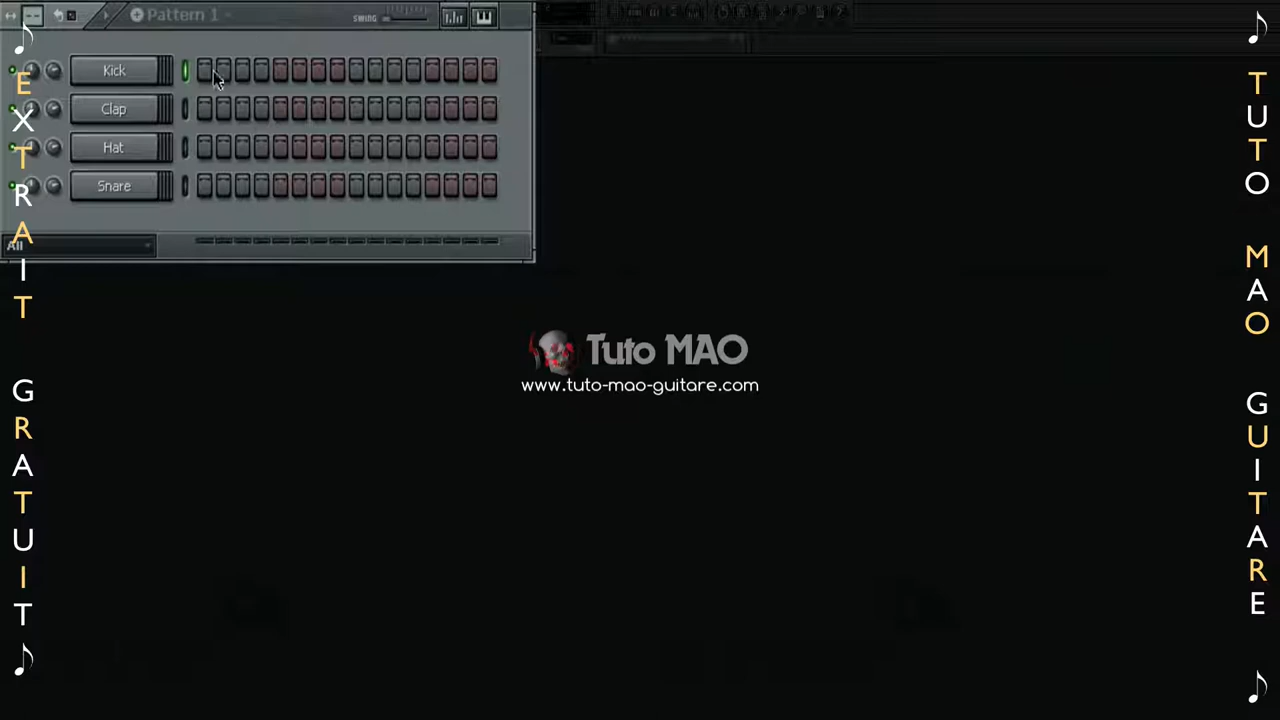 Pattern 1
SWING
Kick
Clap
Hat
Snare
All
EXTRAIT GRATUIT
Tuto MAO
www.tuto-mao-guitare.com
TUTO MAO GUITARE